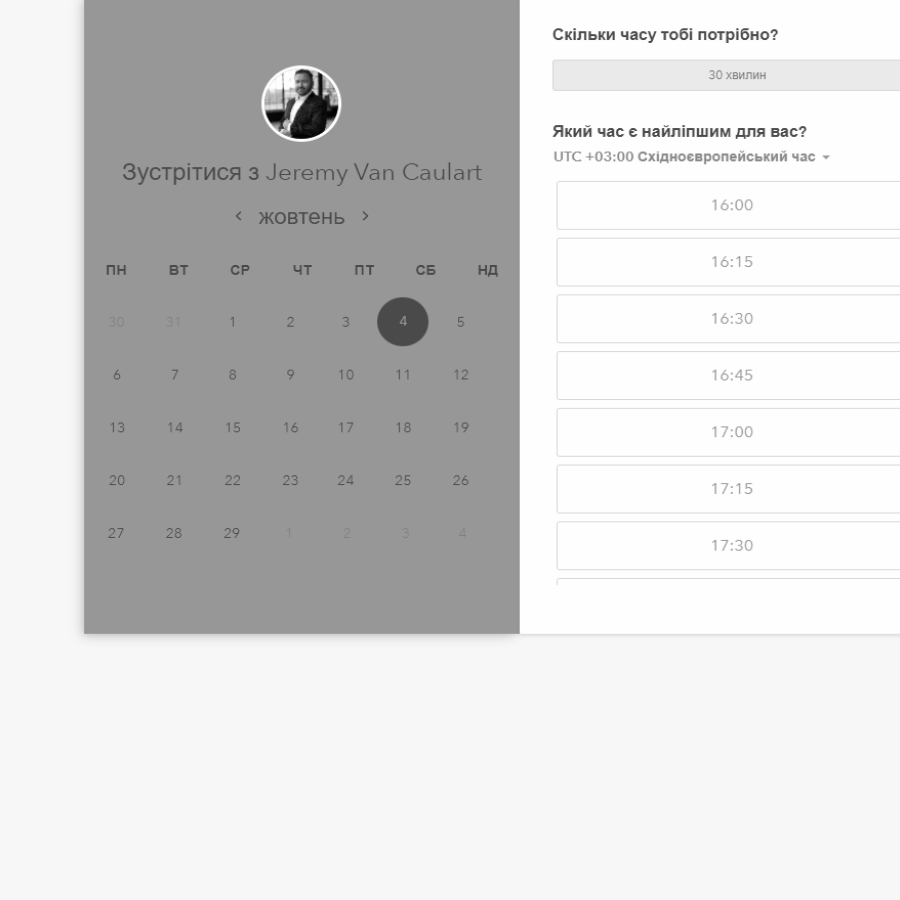 Зустрітися з Jeremy Van Caulart
жовтень
ПН ВТ СР ЧТ ПТ СБ НД
30 31 1 2 3 4 5
6 7 8 9 10 11 12
13 14 15 16 17 18 19
20 21 22 23 24 25 26
27 28 29 1 2 3 4
Скільки часу тобі потрібно?
30 хвилин
Який час є найліпшим для вас?
UTC +03:00 Східноєвропейський час
16:00
16:15
16:30
16:45
17:00
17:15
17:30